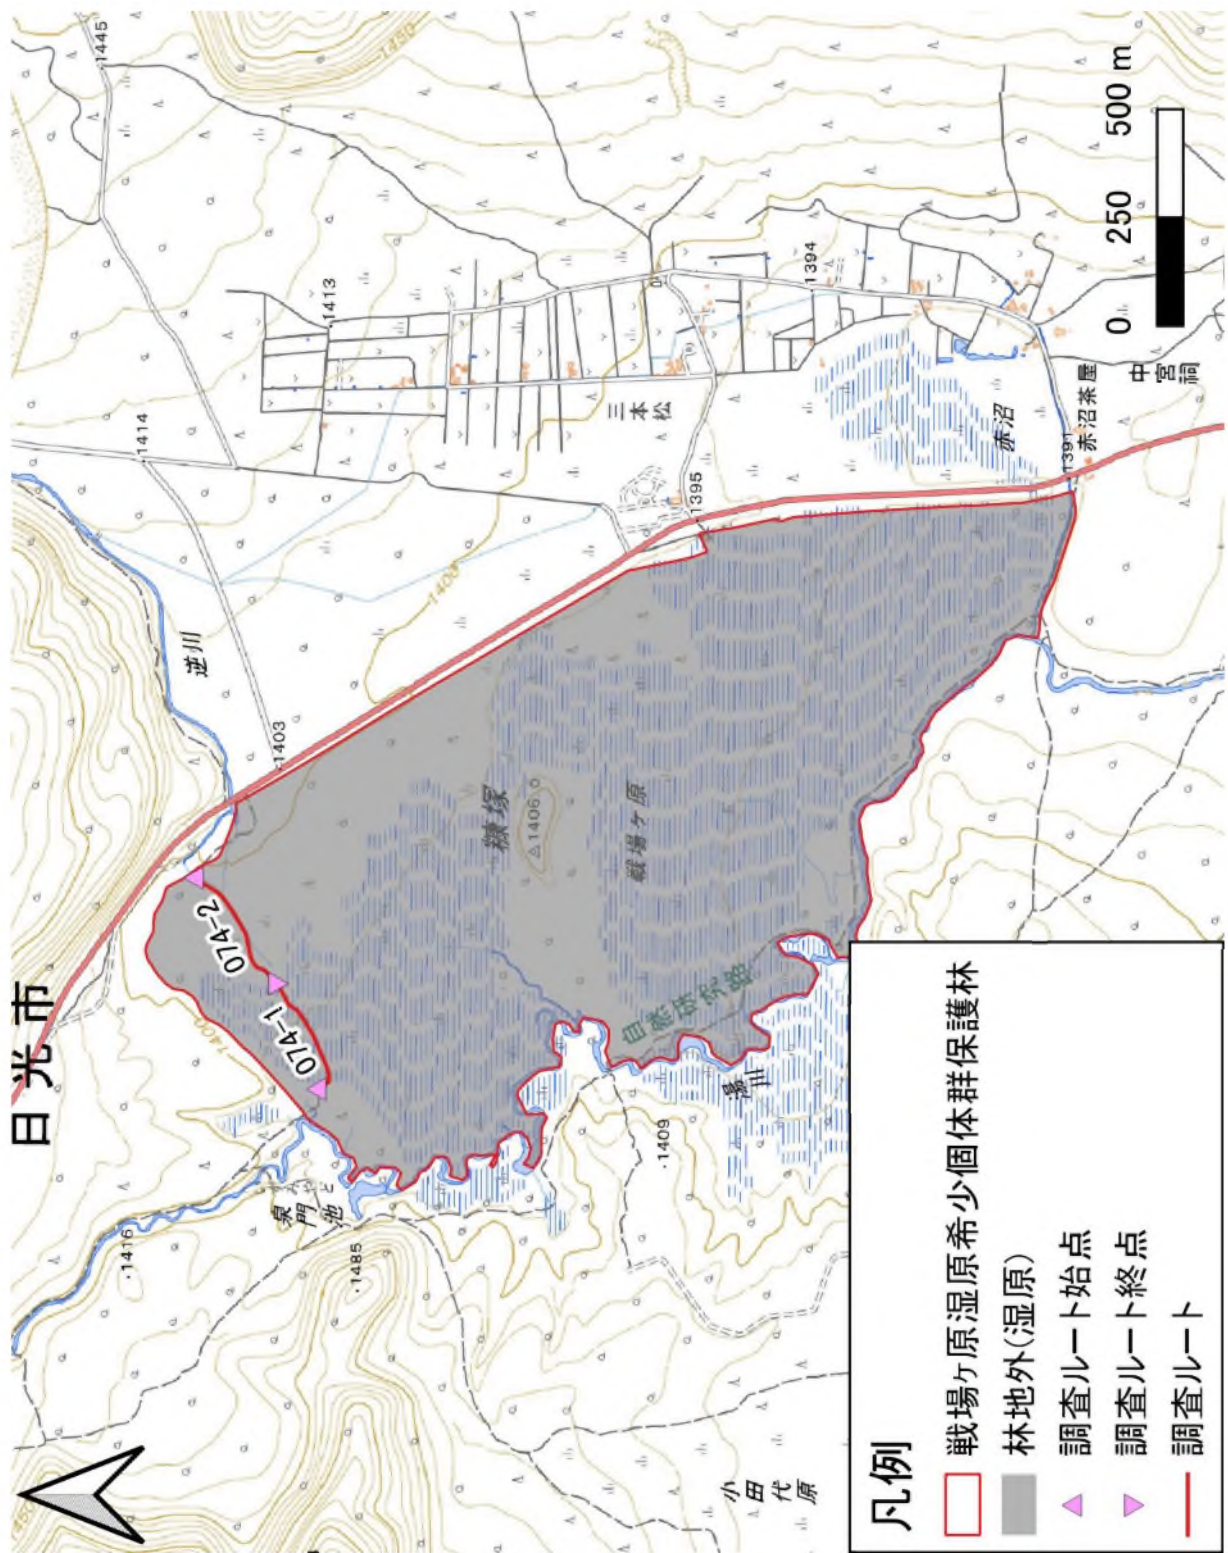 日光市
1445
1450
1413
1414
逆川
1400
1403
三本松
1395
1394
赤沼
1391
赤沼茶屋
中宮祠
糠塚
△1406.0
戦場ヶ原
自然研究路
湯川
074-2
074-1
1400
泉門池
1416
1485
1409
小田代原
0 250 500 m
凡例
戦場ヶ原湿原希少個体群保護林
林地外(湿原)
調査ルート始点
調査ルート終点
調査ルート